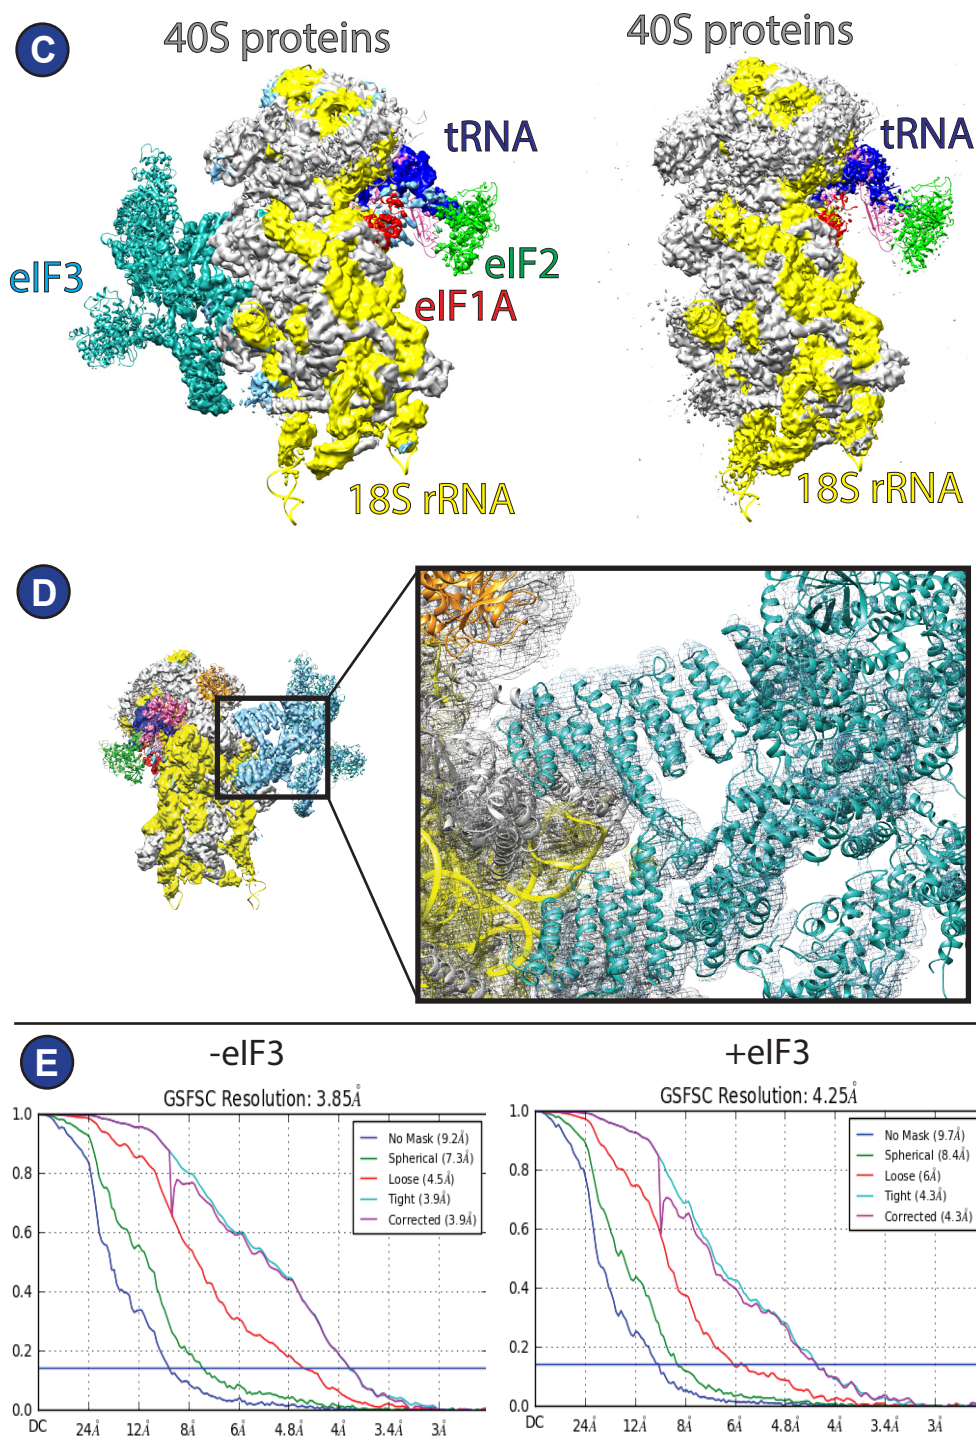 C
40S proteins
40S proteins
tRNA
tRNA
eIF3
eIF2
eIF1A
18S rRNA
18S rRNA
D
E
-eIF3
+eIF3
GSFSC Resolution: 3.85Å
GSFSC Resolution: 4.25Å
No Mask (9.2Å)
Spherical (7.3Å)
Loose (4.5Å)
Tight (3.9Å)
Corrected (3.9Å)
1.0
0.8
0.6
0.4
0.2
0.0
DC 24Å 12Å 8Å 6Å 4.8Å 4Å 3.4Å 3Å
No Mask (9.7Å)
Spherical (8.4Å)
Loose (6Å)
Tight (4.3Å)
Corrected (4.3Å)
1.0
0.8
0.6
0.4
0.2
0.0
DC 24Å 12Å 8Å 6Å 4.8Å 4Å 3.4Å 3Å